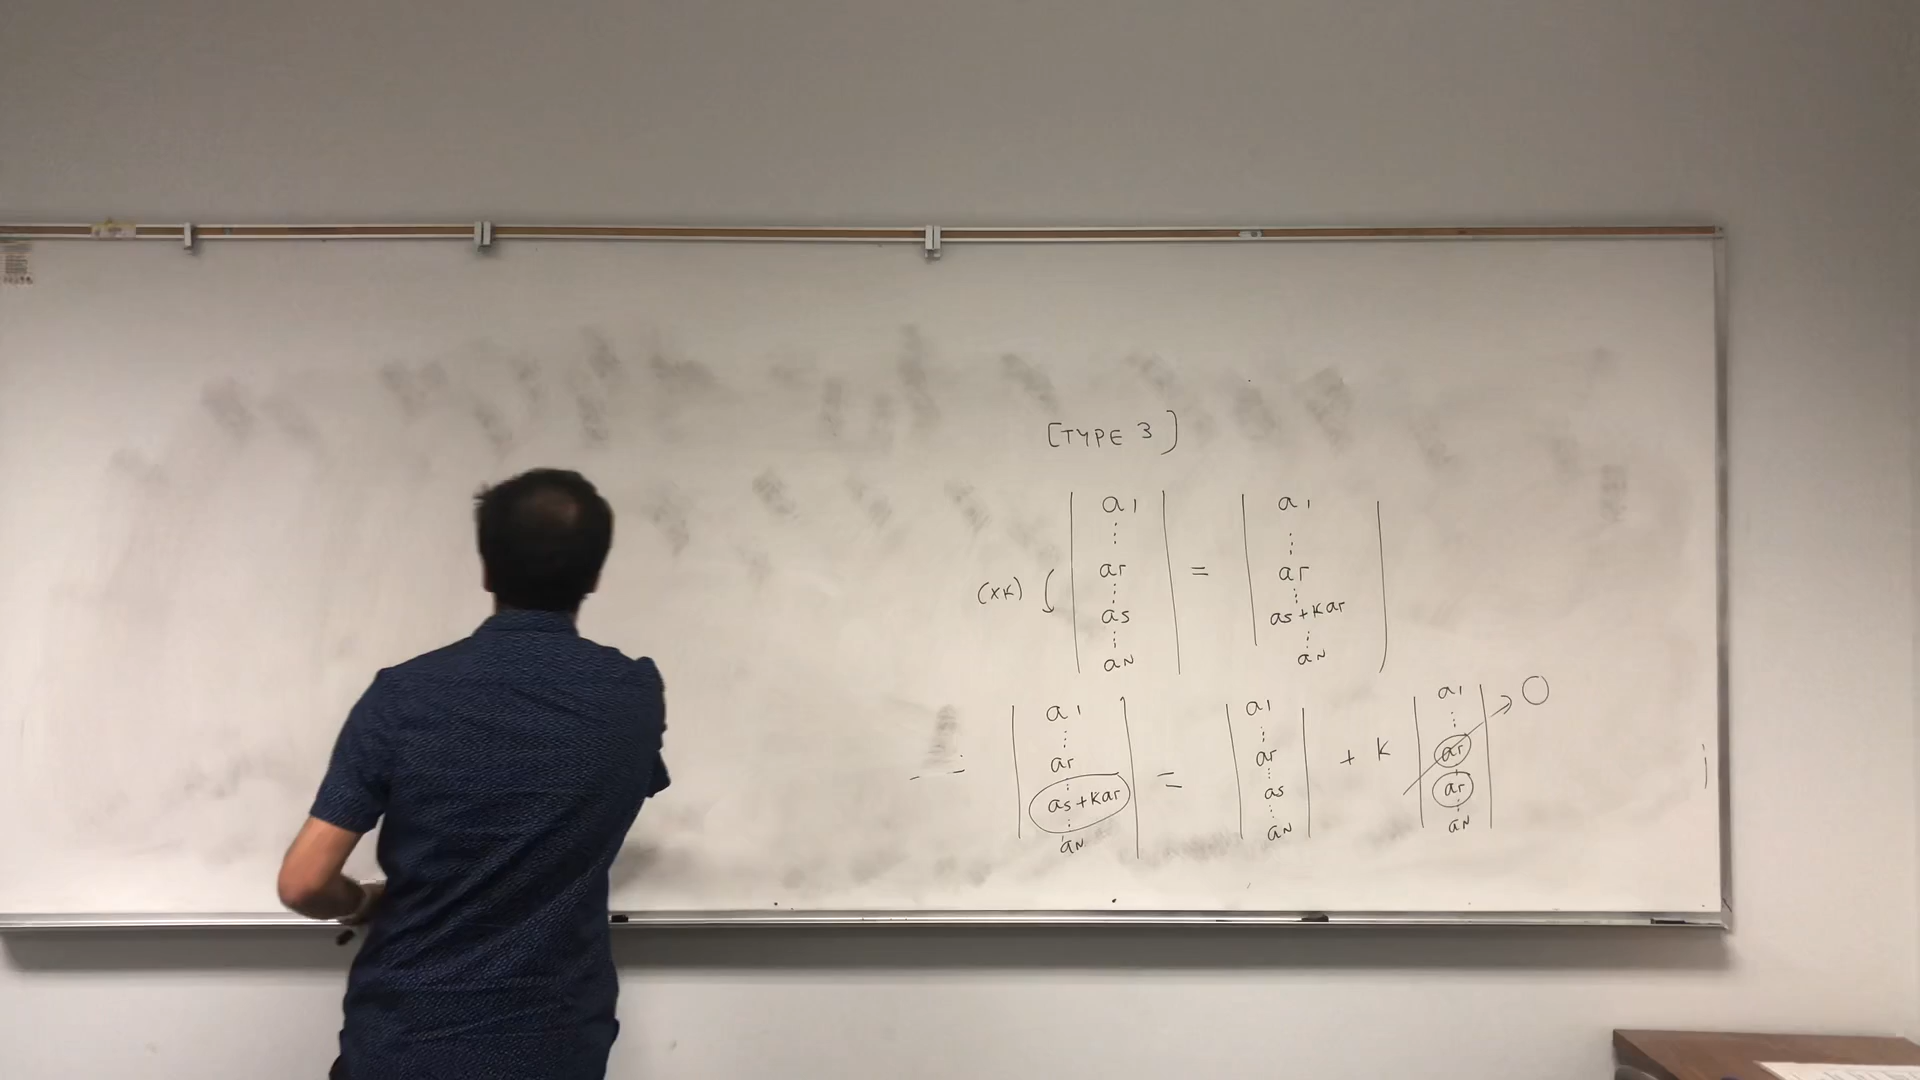 [TYPE 3]
(xK) | a1 ⋮ ar ⋮ as ⋮ aN | = | a1 ⋮ ar ⋮ as + Kar ⋮ aN |
| a1 ⋮ ar ⋮ as + Kar ⋮ aN | = | a1 ⋮ ar ⋮ as ⋮ aN | + K | a1 ⋮ ar ⋮ ar ⋮ aN | → 0